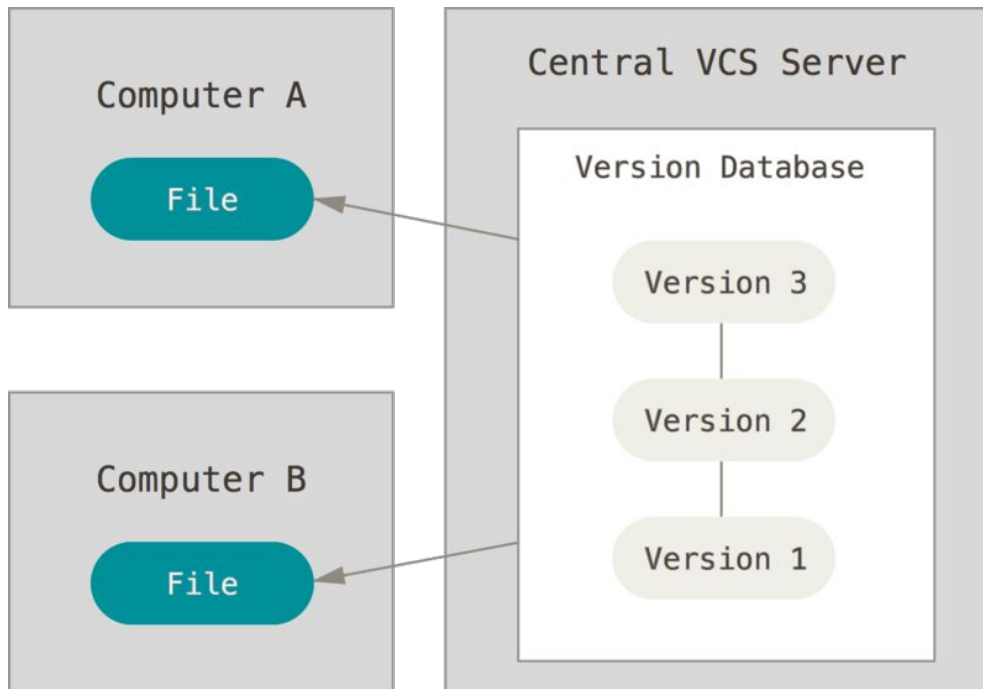 Computer A
File
Computer B
File
Central VCS Server
Version Database
Version 3
Version 2
Version 1